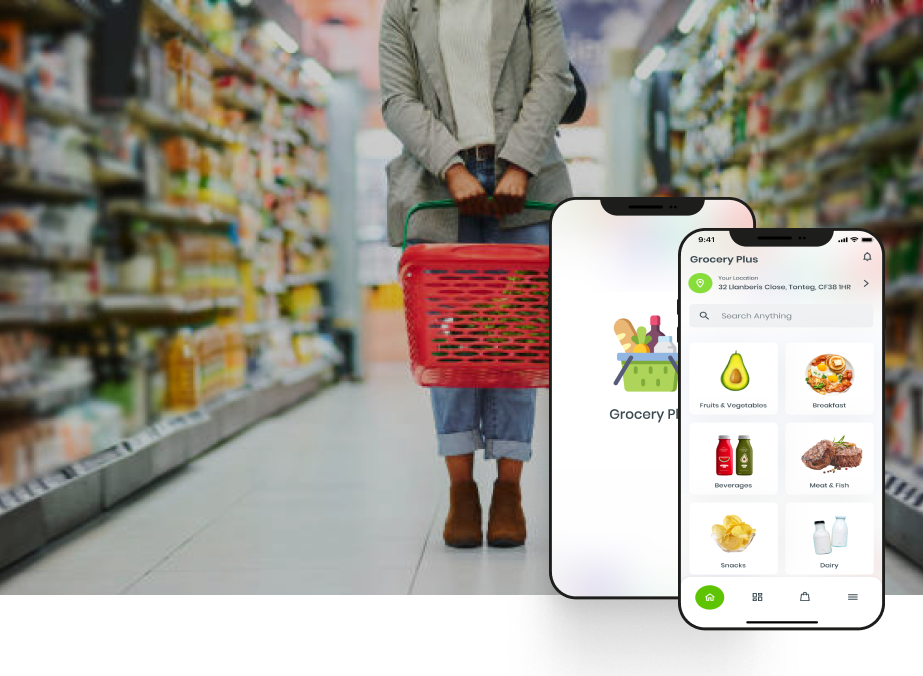 Grocery Pl
9:41
Grocery Plus
Your Location
32 Llanberis Close, Tonteg, CF38 1HR
Search Anything
Fruits & Vegetables
Breakfast
Beverages
Meat & Fish
Snacks
Dairy